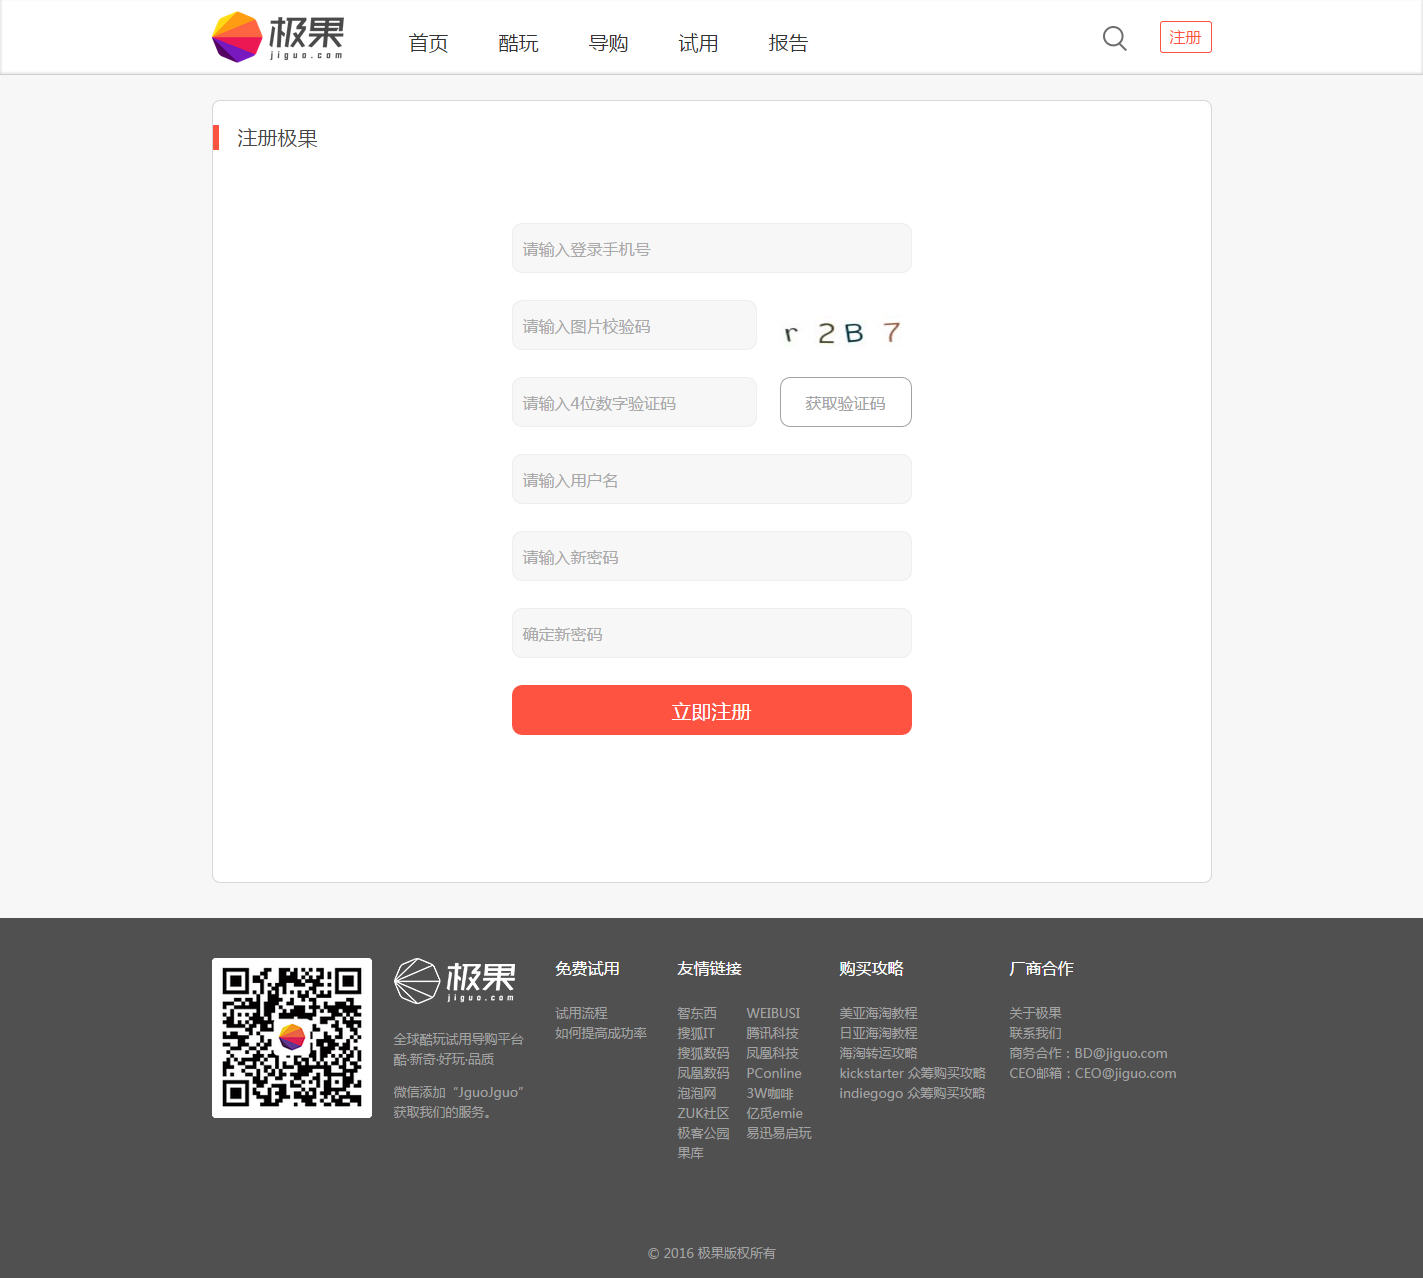 极果
jiguo.com
首页 酷玩 导购 试用 报告
注册
注册极果
请输入登录手机号
请输入图片校验码
r 2B 7
请输入4位数字验证码
获取验证码
请输入用户名
请输入新密码
确定新密码
立即注册
极果
jiguo.com
全球酷玩试用导购平台
酷·新奇·好玩·品质
微信添加“JguoJguo”
获取我们的服务。
免费试用
试用流程
如何提高成功率
友情链接
智东西 WEIBUSI
搜狐IT 腾讯科技
搜狐数码 凤凰科技
凤凰数码 PConline
泡泡网 3W咖啡
ZUK社区 亿觅emie
极客公园 易迅易启玩
果库
购买攻略
美亚海淘教程
日亚海淘教程
海淘转运攻略
kickstarter 众筹购买攻略
indiegogo 众筹购买攻略
厂商合作
关于极果
联系我们
商务合作：BD@jiguo.com
CEO邮箱：CEO@jiguo.com
© 2016 极果版权所有